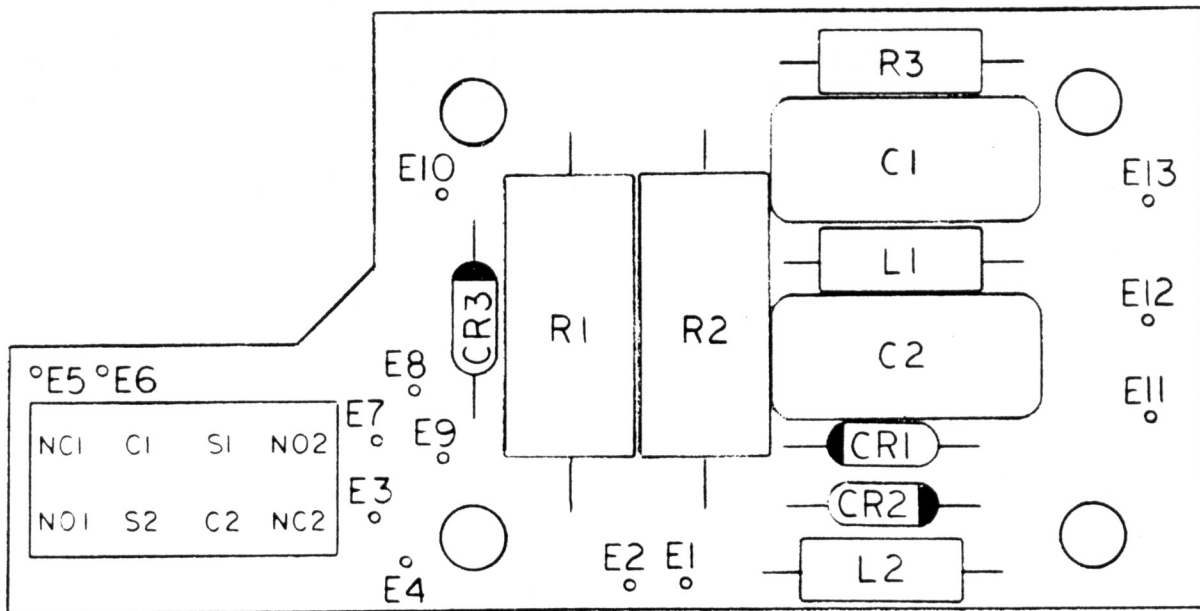 R3
E10
C1
E13
L1
CR3
R1
R2
E12
C2
E5 E6
E8
E11
E7
E9
NC1 C1 S1 NO2
CR1
E3
CR2
NO1 S2 C2 NC2
E4
E2 E1
L2